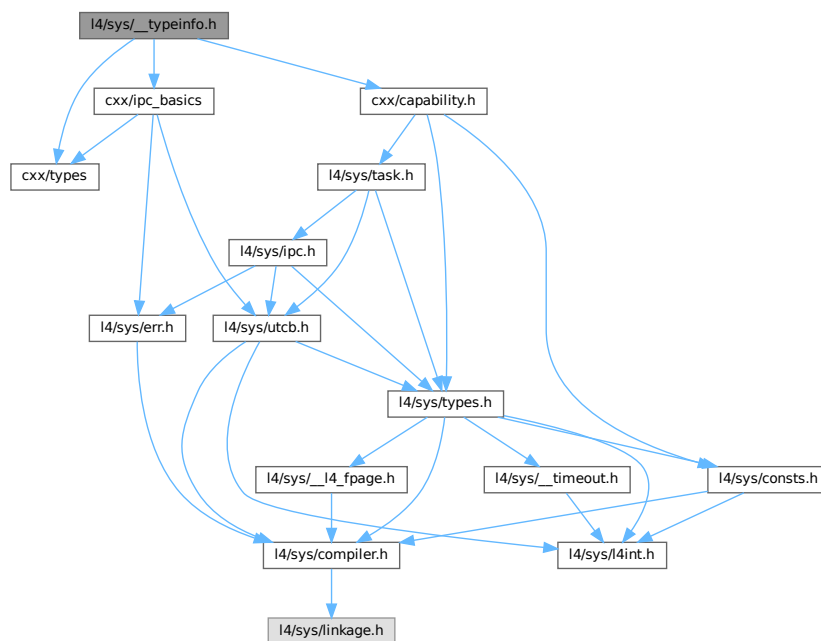 l4/sys/__typeinfo.h
cxx/ipc_basics
cxx/capability.h
cxx/types
l4/sys/task.h
l4/sys/ipc.h
l4/sys/err.h
l4/sys/utcb.h
l4/sys/types.h
l4/sys/__l4_fpage.h
l4/sys/__timeout.h
l4/sys/consts.h
l4/sys/compiler.h
l4/sys/l4int.h
l4/sys/linkage.h